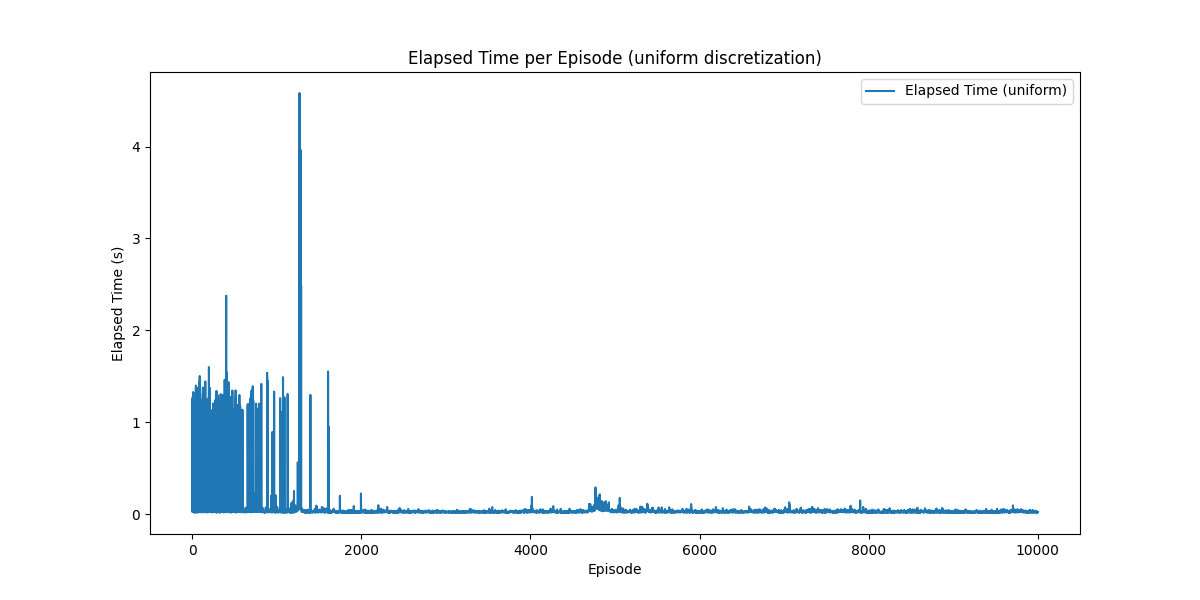 Elapsed Time per Episode (uniform discretization)
Elapsed Time (uniform)
Elapsed Time (s)
4
3
2
1
0
0 2000 4000 6000 8000 10000
Episode